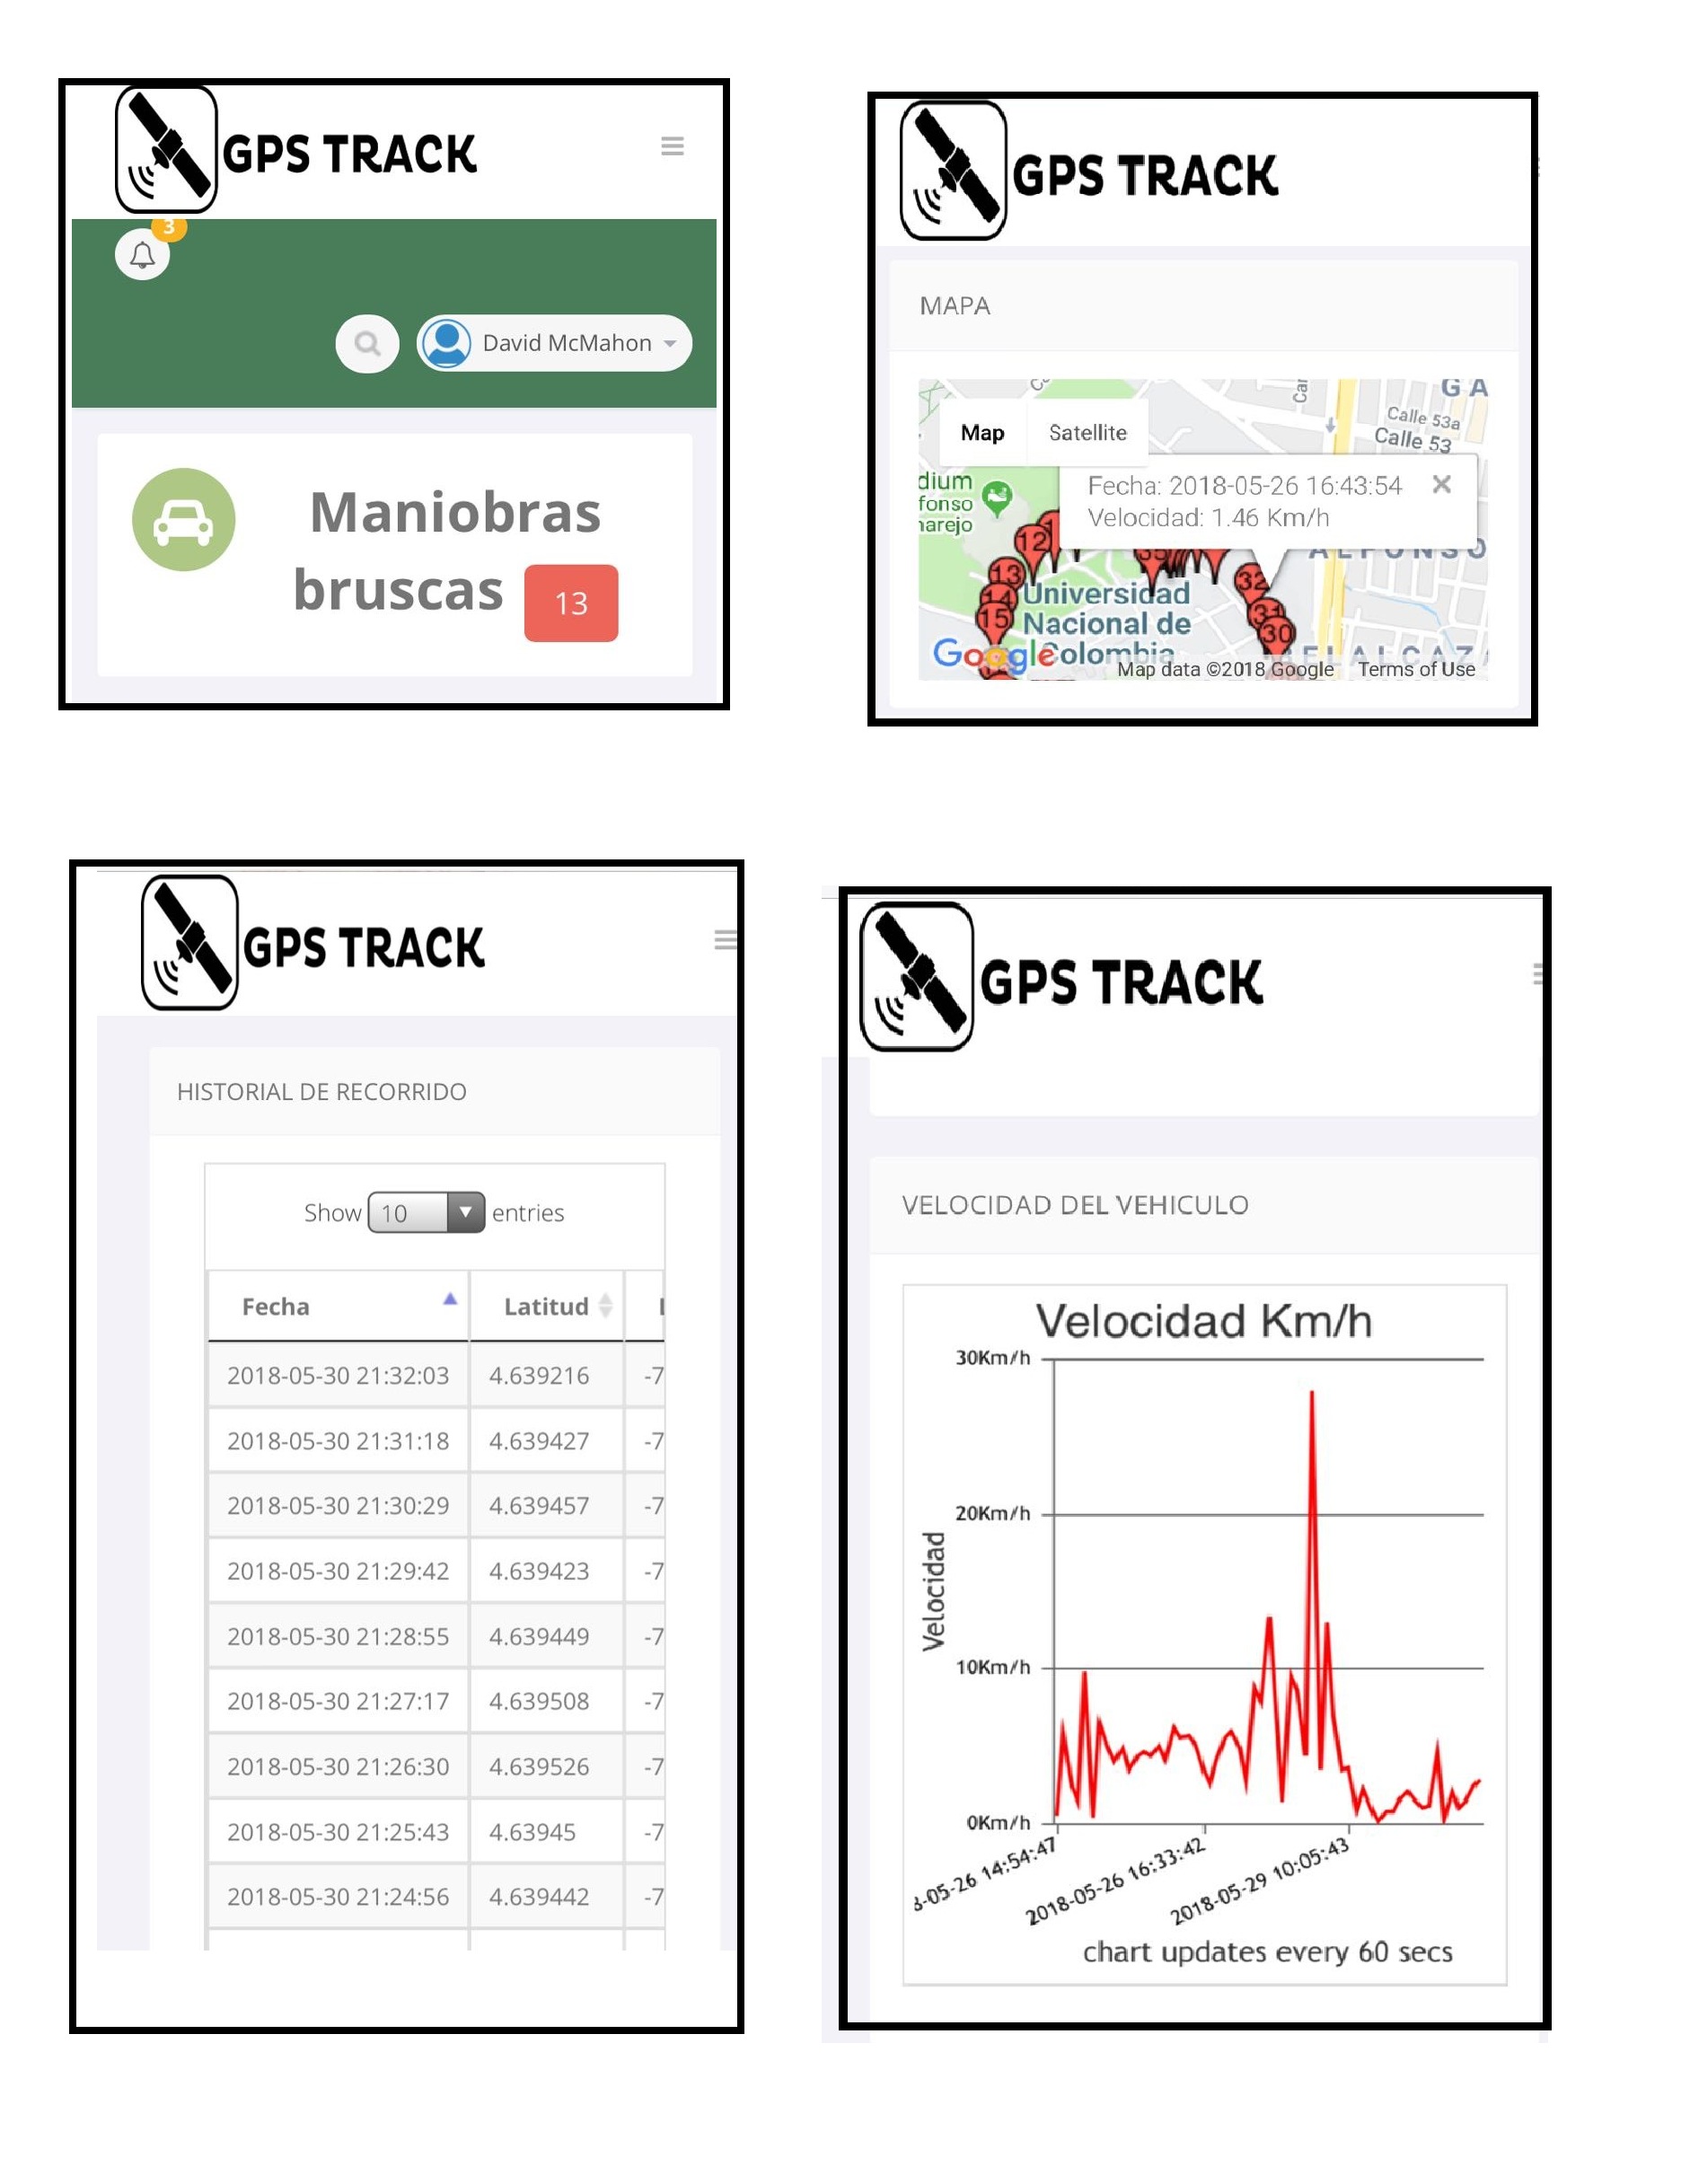 GPS TRACK
3
David McMahon
Maniobras
bruscas 13
GPS TRACK
MAPA
GA
Calle 53a
Calle 53
Map Satellite
Fecha: 2018-05-26 16:43:54
Velocidad: 1.46 Km/h
dium
fonso
narejo
ALFONSO
12
13
14
15
35
32
31
30
Universidad
Nacional de
Colombia
Google
BELALCAZ
Map data ©2018 Google Terms of Use
GPS TRACK
HISTORIAL DE RECORRIDO
Show 10 entries
Fecha Latitud
2018-05-30 21:32:03 4.639216 -7
2018-05-30 21:31:18 4.639427 -7
2018-05-30 21:30:29 4.639457 -7
2018-05-30 21:29:42 4.639423 -7
2018-05-30 21:28:55 4.639449 -7
2018-05-30 21:27:17 4.639508 -7
2018-05-30 21:26:30 4.639526 -7
2018-05-30 21:25:43 4.63945 -7
2018-05-30 21:24:56 4.639442 -7
GPS TRACK
VELOCIDAD DEL VEHICULO
Velocidad Km/h
30Km/h
20Km/h
Velocidad
10Km/h
0Km/h
8-05-26 14:54:47
2018-05-26 16:33:42
2018-05-29 10:05:43
chart updates every 60 secs